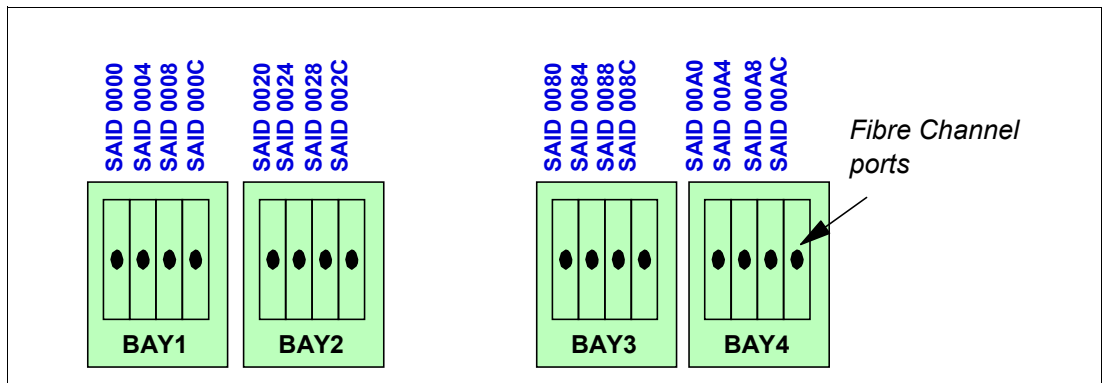 SAID 0000
SAID 0004
SAID 0008
SAID 000C
SAID 0020
SAID 0024
SAID 0028
SAID 002C
SAID 0080
SAID 0084
SAID 0088
SAID 008C
SAID 00A0
SAID 00A4
SAID 00A8
SAID 00AC
Fibre Channel
ports
BAY1
BAY2
BAY3
BAY4